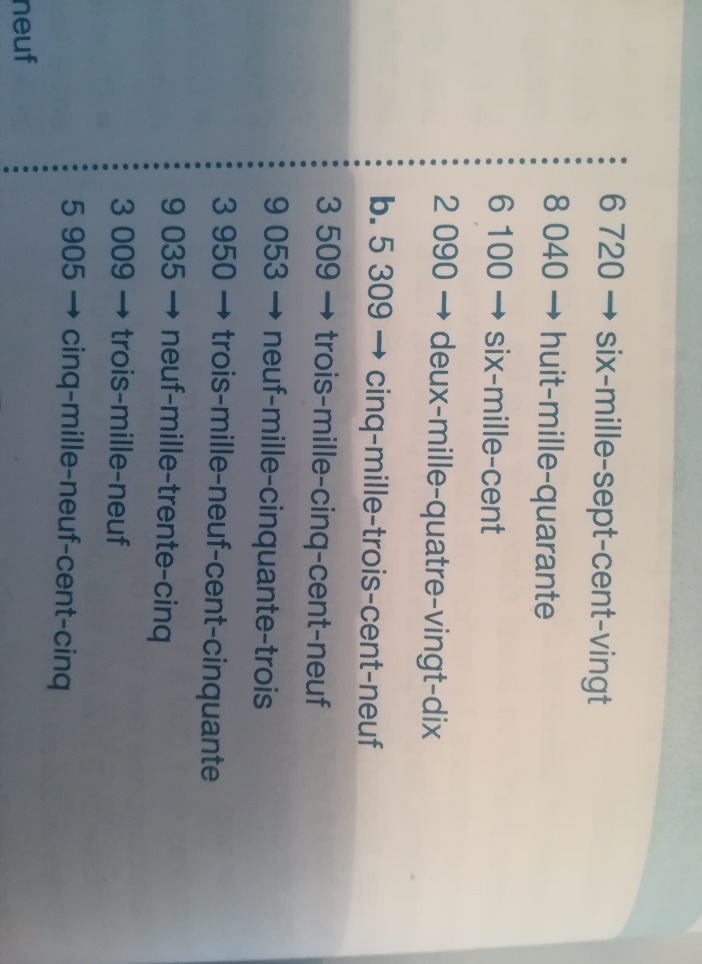 6 720 → six-mille-sept-cent-vingt
8 040 → huit-mille-quarante
6 100 → six-mille-cent
2 090 → deux-mille-quatre-vingt-dix
b. 5 309 → cinq-mille-trois-cent-neuf
3 509 → trois-mille-cinq-cent-neuf
9 053 → neuf-mille-cinquante-trois
3 950 → trois-mille-neuf-cent-cinquante
9 035 → neuf-mille-trente-cinq
3 009 → trois-mille-neuf
5 905 → cinq-mille-neuf-cent-cinq
neuf